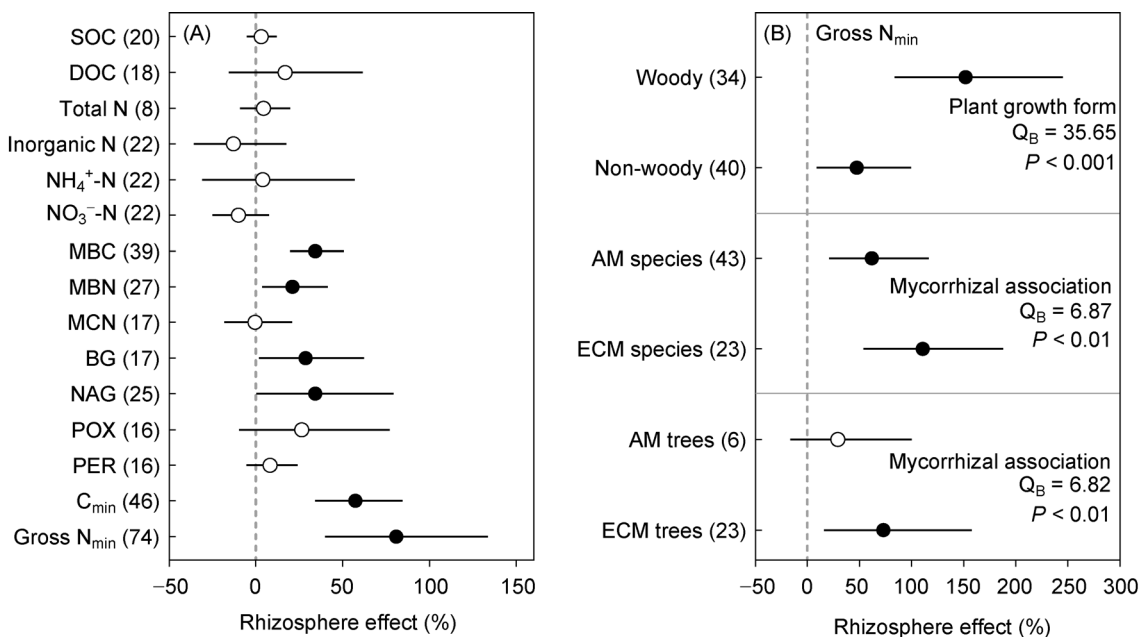 (A)
SOC (20)
DOC (18)
Total N (8)
Inorganic N (22)
NH₄⁺-N (22)
NO₃⁻-N (22)
MBC (39)
MBN (27)
MCN (17)
BG (17)
NAG (25)
POX (16)
PER (16)
Cₘᵢₙ (46)
Gross Nₘᵢₙ (74)
−50 0 50 100 150
Rhizosphere effect (%)
(B) Gross Nₘᵢₙ
Woody (34)
Plant growth form
Q_B = 35.65
P < 0.001
Non-woody (40)
AM species (43)
Mycorrhizal association
Q_B = 6.87
P < 0.01
ECM species (23)
AM trees (6)
Mycorrhizal association
Q_B = 6.82
P < 0.01
ECM trees (23)
−50 0 50 100 150 200 250 300
Rhizosphere effect (%)